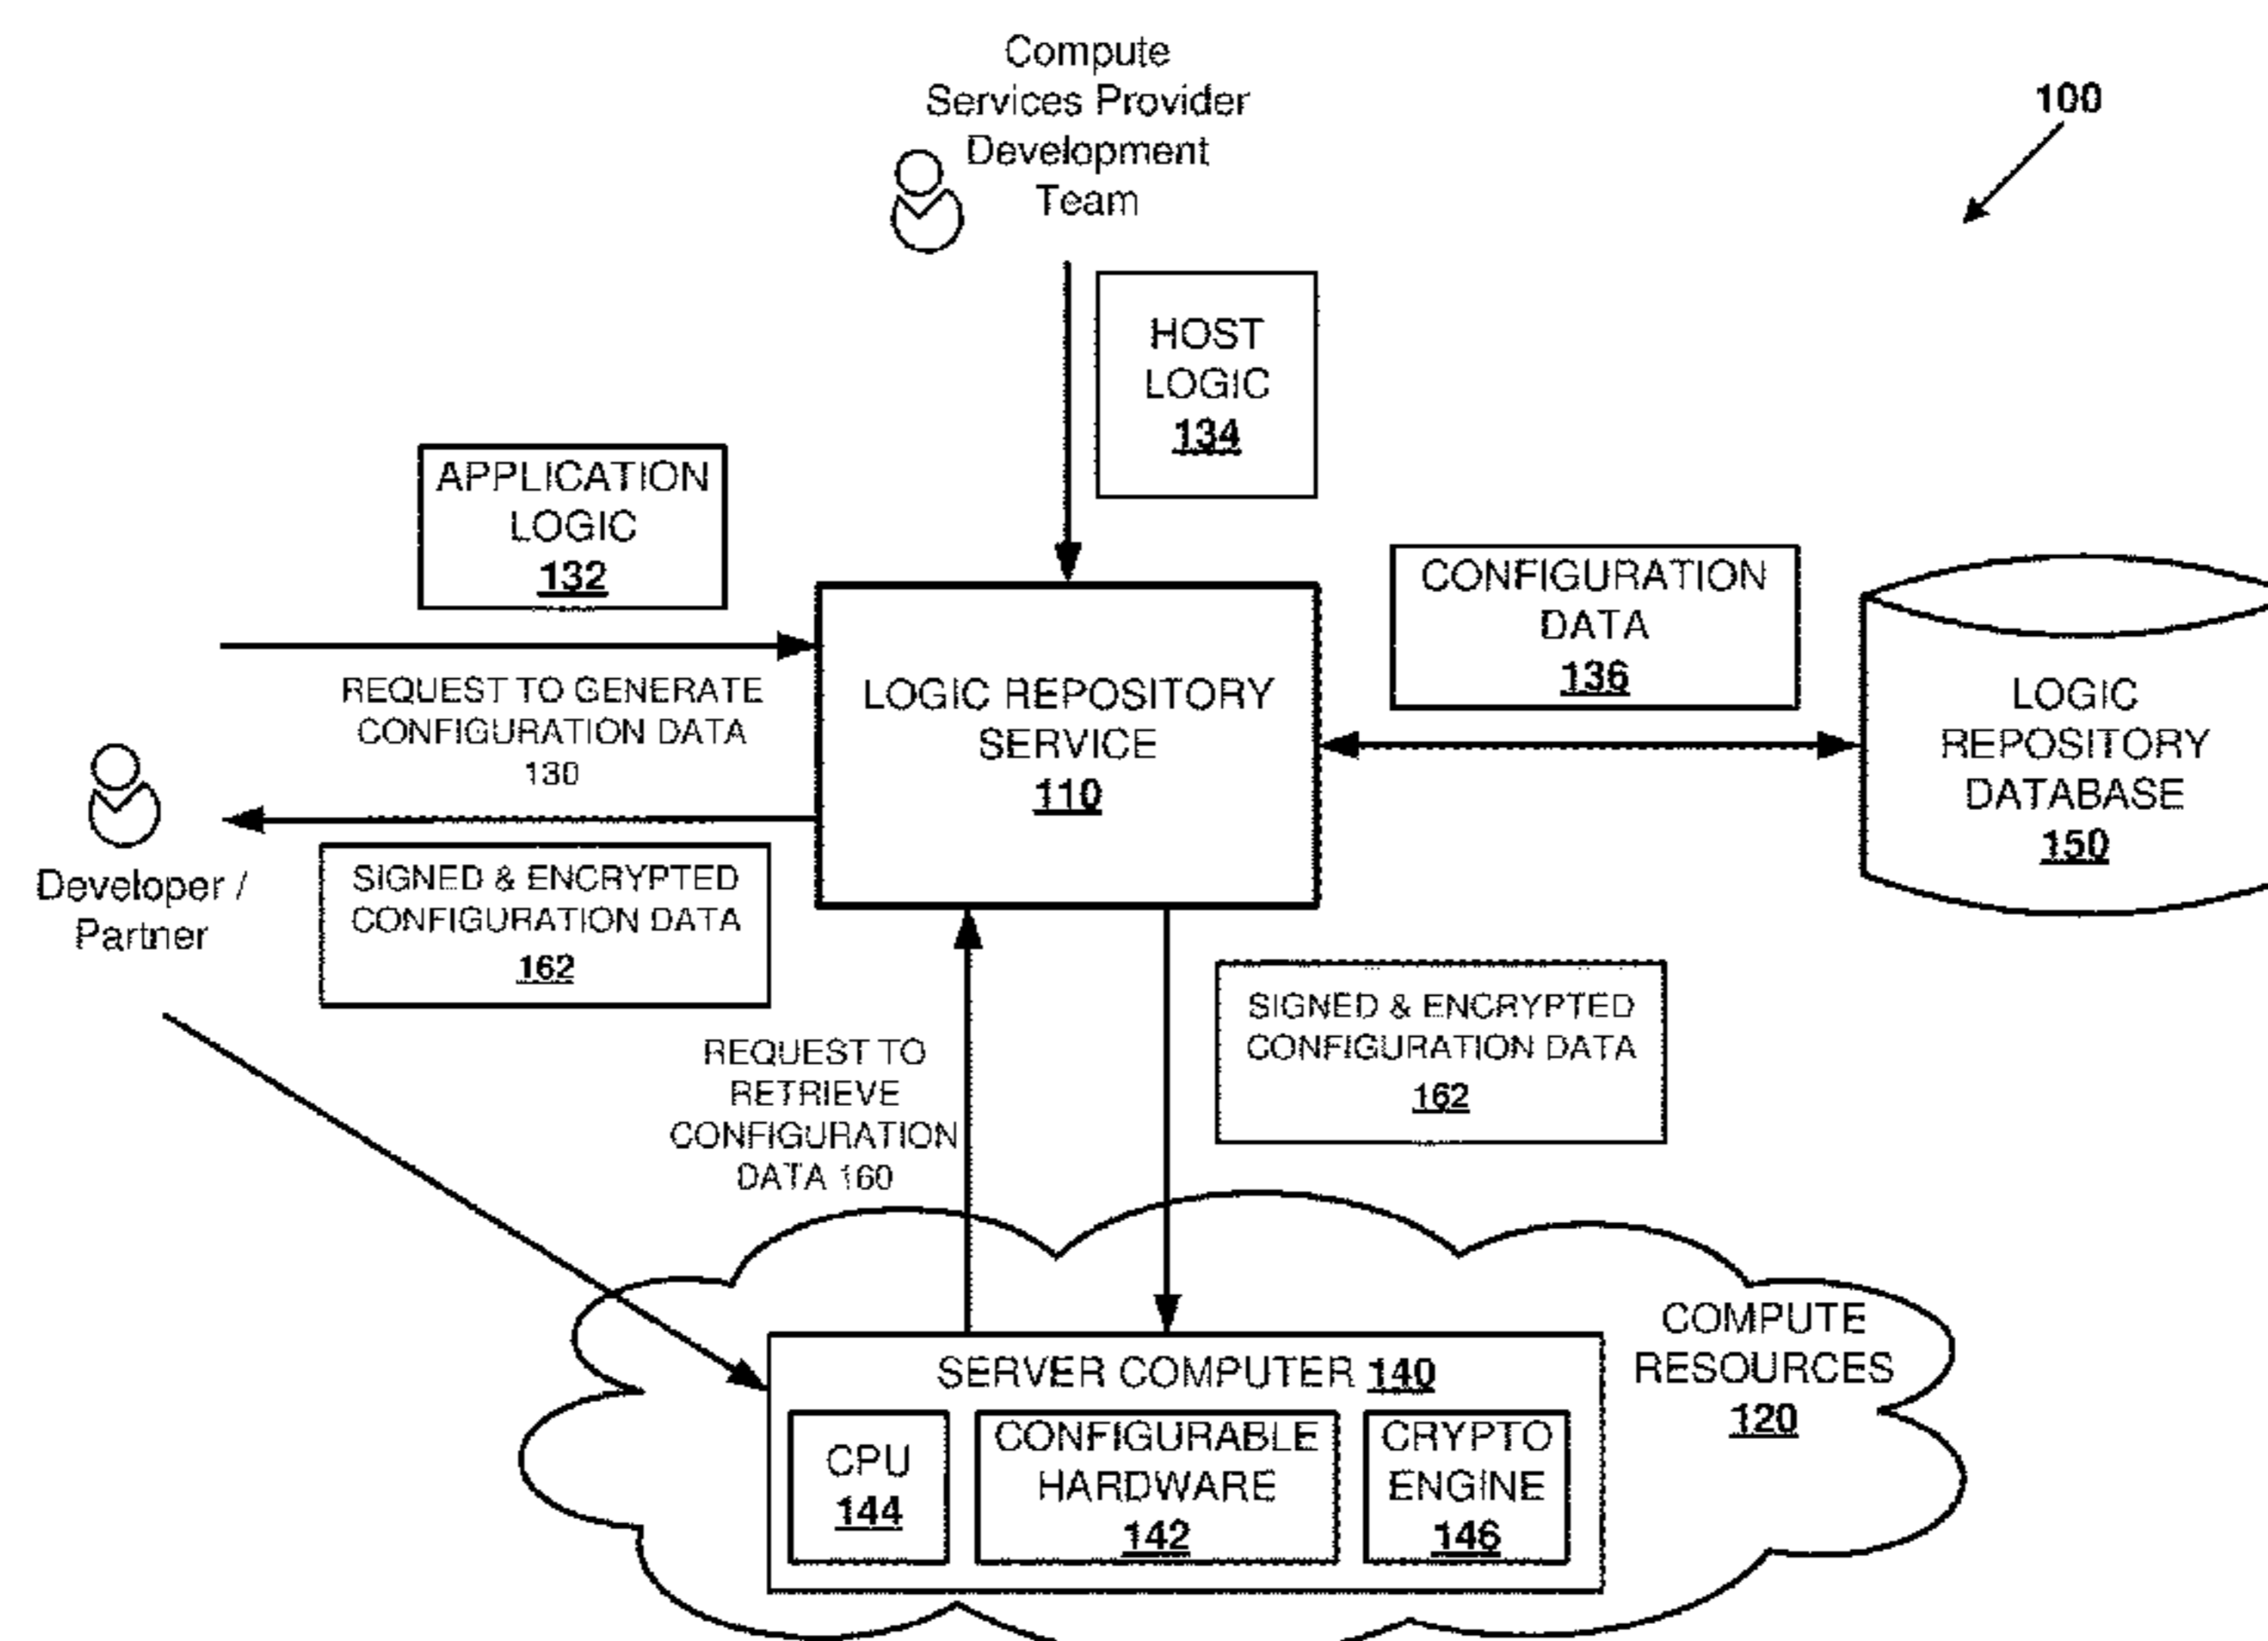 Compute
Services Provider
Development
Team
100
HOST
LOGIC
134
APPLICATION
LOGIC
132
REQUEST TO GENERATE
CONFIGURATION DATA
130
LOGIC REPOSITORY
SERVICE
110
CONFIGURATION
DATA
136
LOGIC
REPOSITORY
DATABASE
150
Developer /
Partner
SIGNED & ENCRYPTED
CONFIGURATION DATA
162
REQUEST TO
RETRIEVE
CONFIGURATION
DATA 160
SIGNED & ENCRYPTED
CONFIGURATION DATA
162
COMPUTE
RESOURCES
120
SERVER COMPUTER 140
CPU
144
CONFIGURABLE
HARDWARE
142
CRYPTO
ENGINE
146